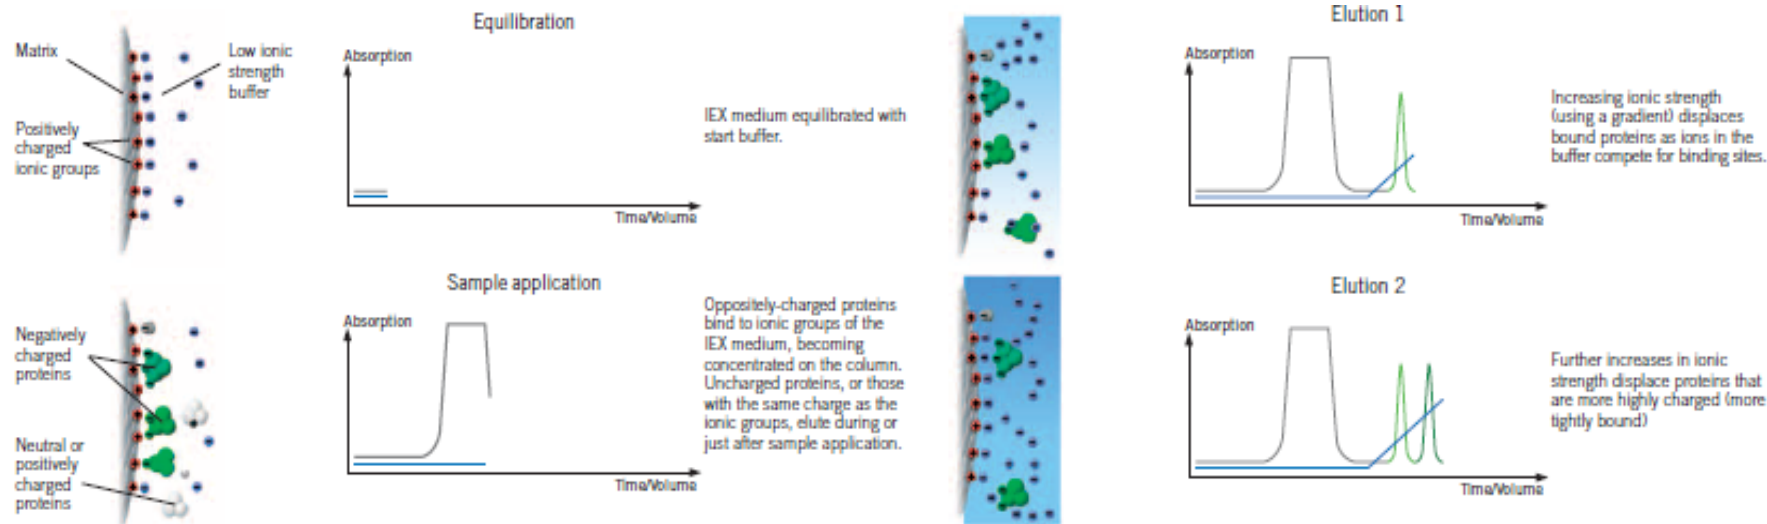 Equilibration
Matrix
Low ionic
strength
buffer
Positively
charged
ionic groups
Absorption
Time/Volume
IEX medium equilibrated with
start buffer.
Sample application
Negatively
charged
proteins
Neutral or
positively
charged
proteins
Absorption
Time/Volume
Oppositely-charged proteins
bind to ionic groups of the
IEX medium, becoming
concentrated on the column.
Uncharged proteins, or those
with the same charge as the
ionic groups, elute during or
just after sample application.
Elution 1
Absorption
Time/Volume
Increasing ionic strength
(using a gradient) displaces
bound proteins as ions in the
buffer compete for binding sites.
Elution 2
Absorption
Time/Volume
Further increases in ionic
strength displace proteins that
are more highly charged (more
tightly bound)